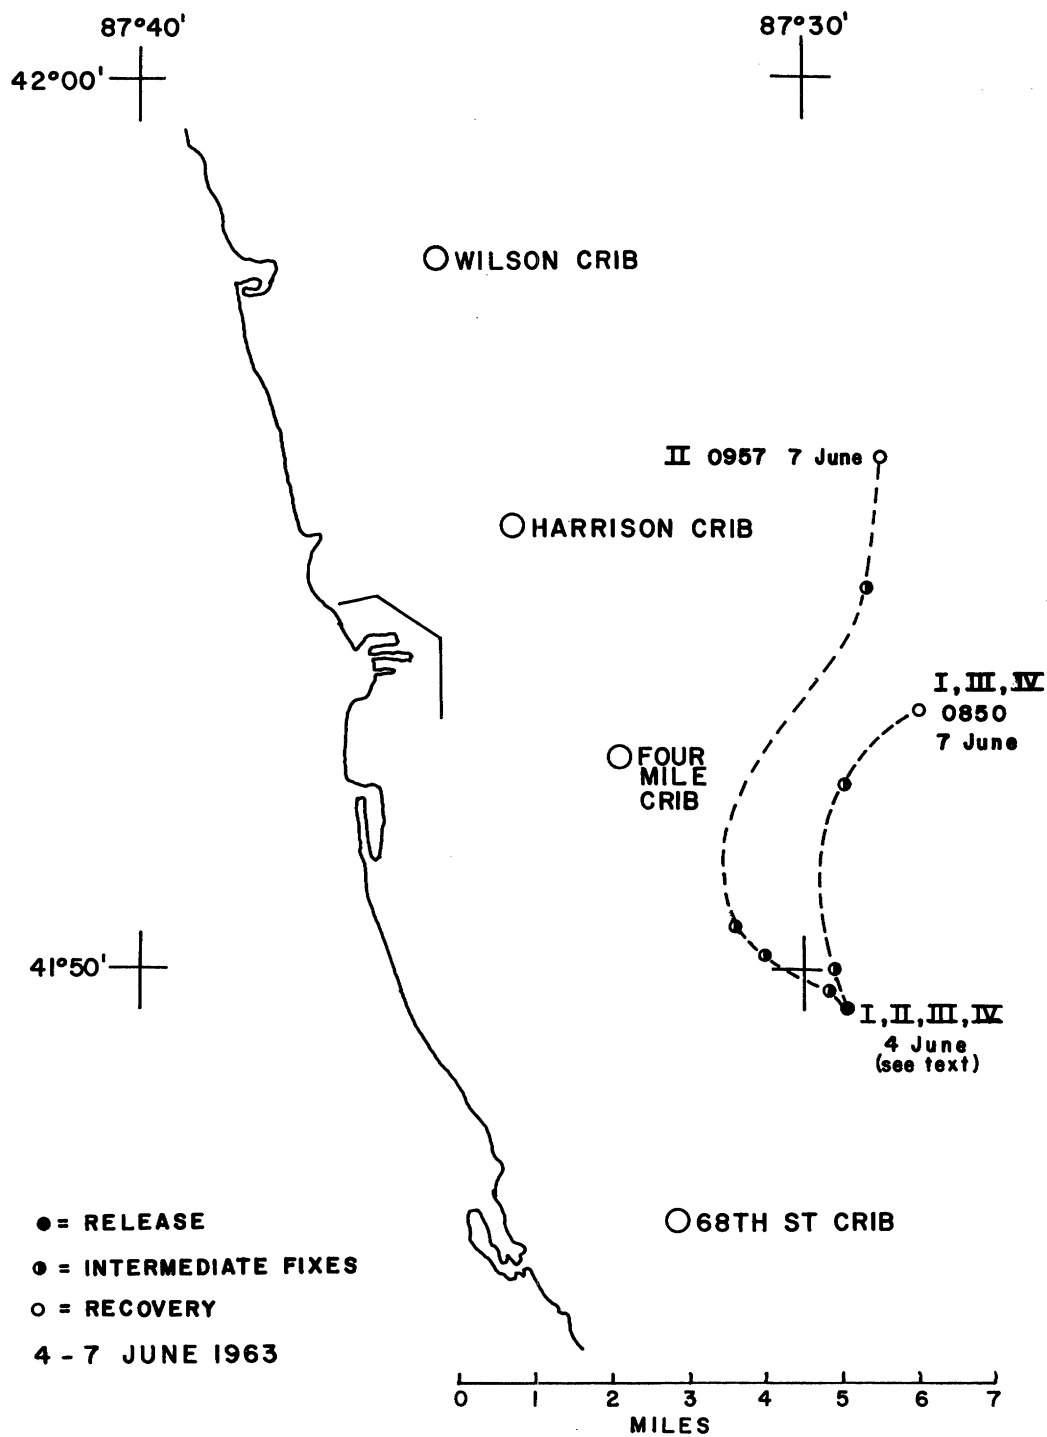 87°40'
87°30'
42°00'
WILSON CRIB
II 0957 7 June
HARRISON CRIB
I, III, IV
0850
7 June
FOUR
MILE
CRIB
41°50'
I, II, III, IV
4 June
(see text)
68TH ST CRIB
= RELEASE
= INTERMEDIATE FIXES
= RECOVERY
4 - 7 JUNE 1963
0 1 2 3 4 5 6 7
MILES